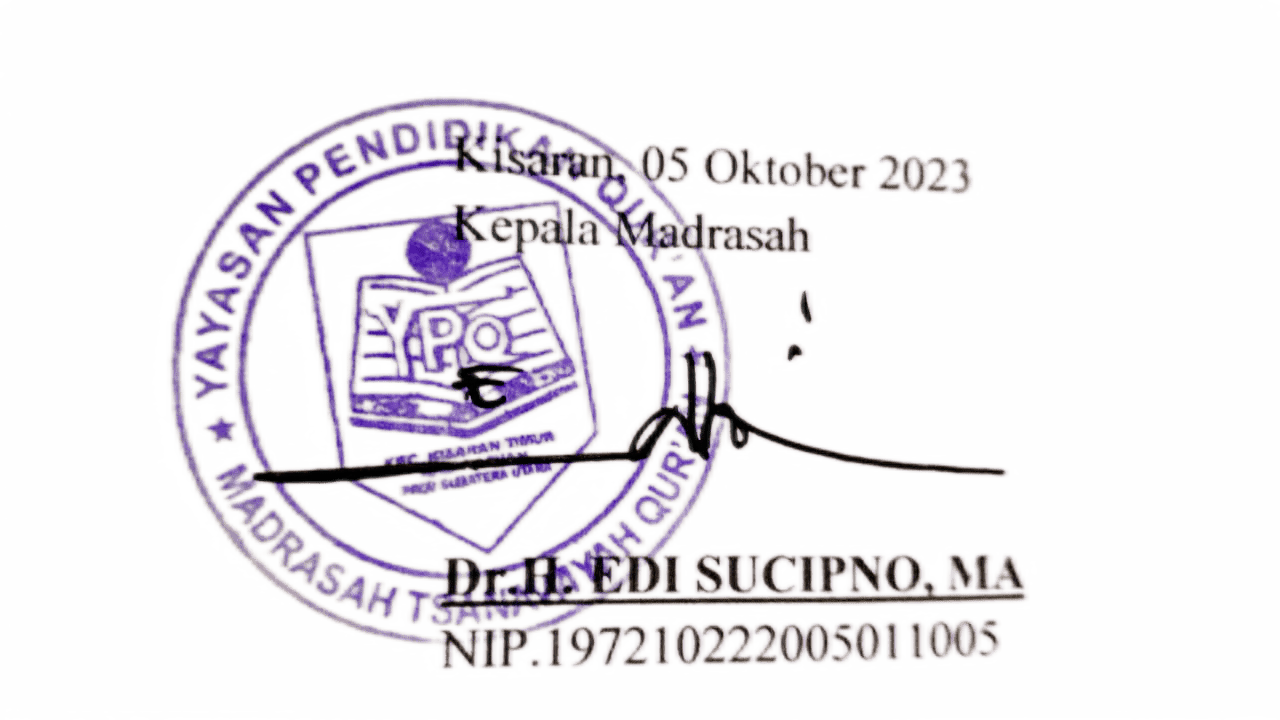 YAYASAN PENDIDIKAN QUR'AN
Kisaran, 05 Oktober 2023
Kepala Madrasah
YPQ
KEC. KISARAN TIMUR
PROV SUMATERA UTARA
MADRASAH TSANAWIYAH QUR'AN
Dr.H. EDI SUCIPNO, MA
NIP.197210222005011005